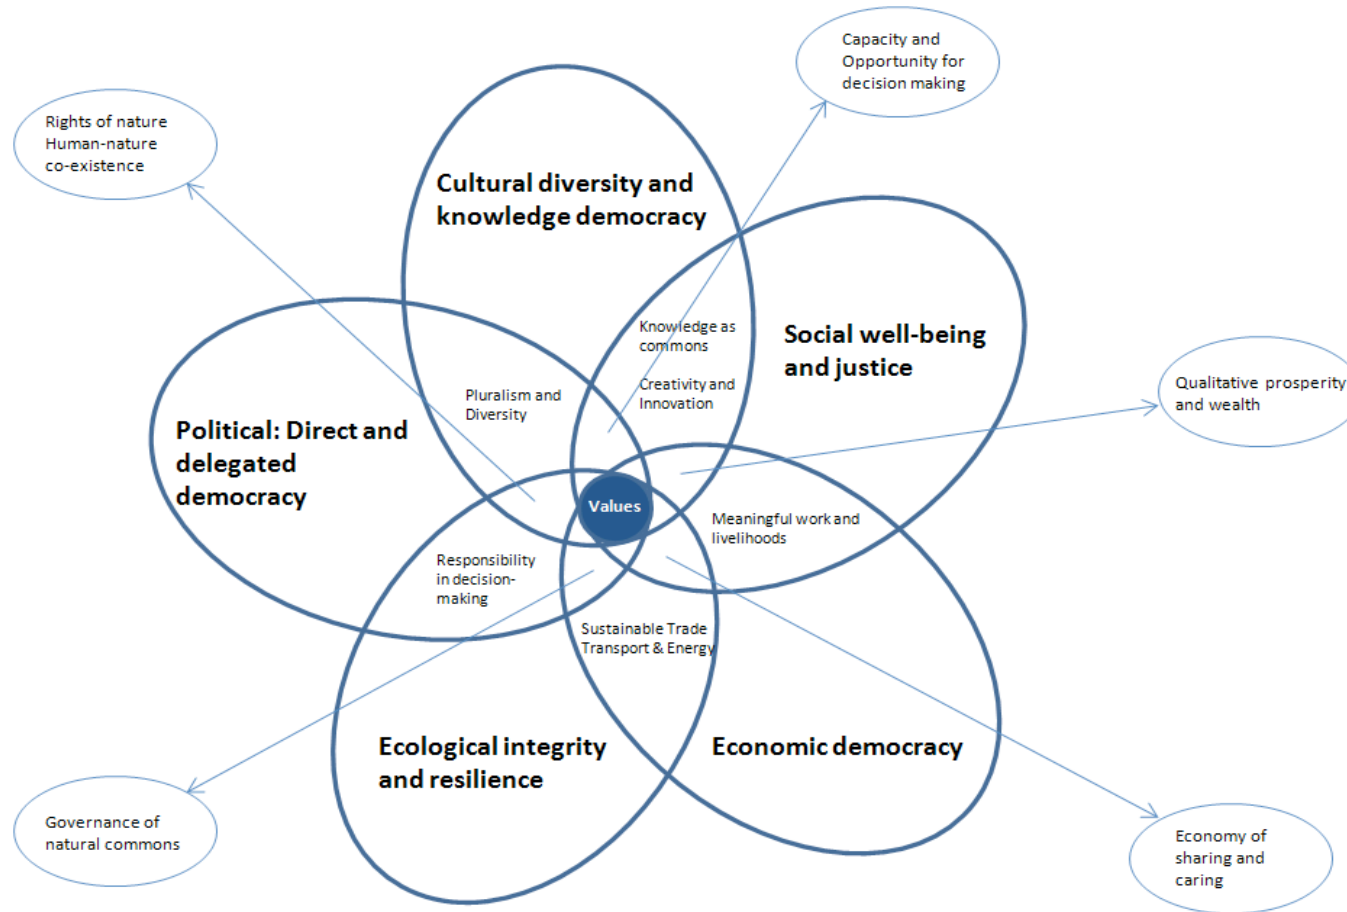 Capacity and
Opportunity for
decision making
Rights of nature
Human-nature
co-existence
Cultural diversity and
knowledge democracy
Knowledge as
commons
Social well-being
and justice
Creativity and
Innovation
Pluralism and
Diversity
Qualitative prosperity
and wealth
Political: Direct and
delegated
democracy
Values
Meaningful work and
livelihoods
Responsibility
in decision-
making
Sustainable Trade
Transport & Energy
Ecological integrity
and resilience
Economic democracy
Governance of
natural commons
Economy of
sharing and
caring